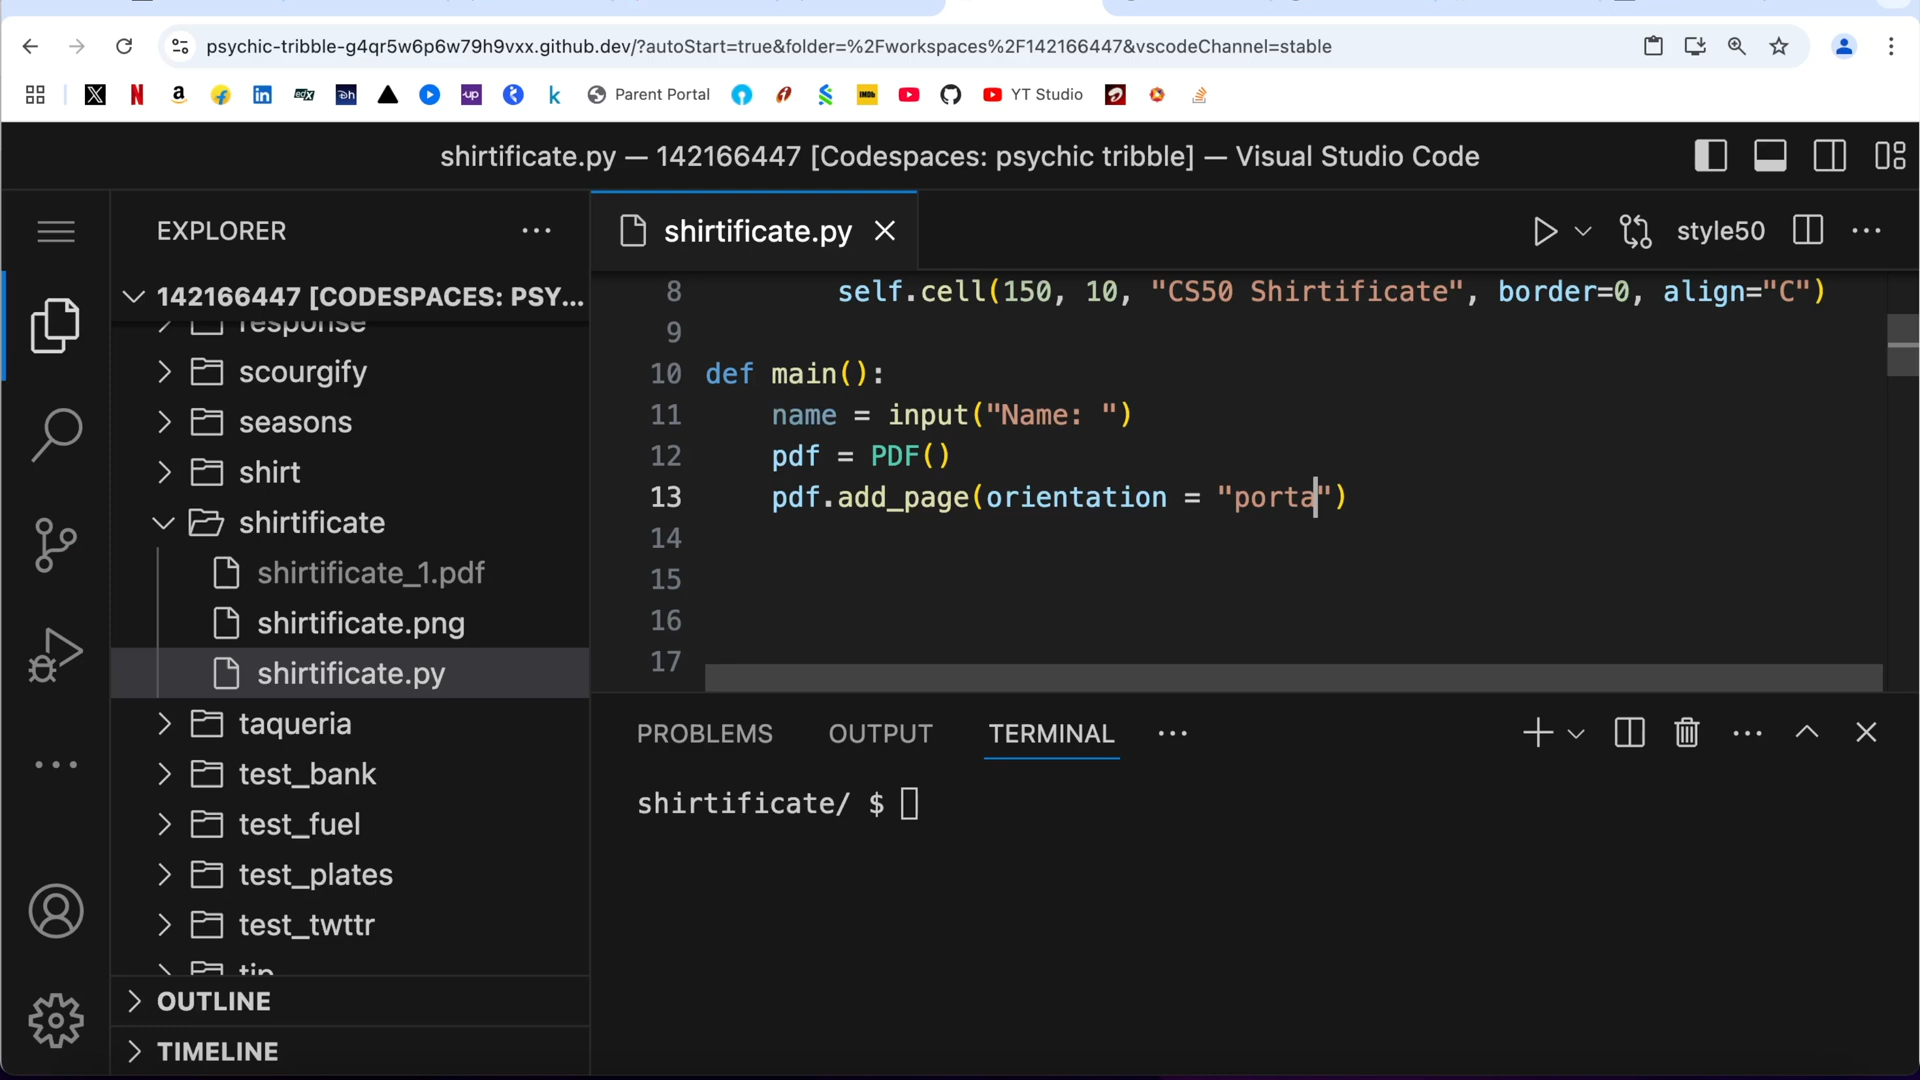 psychic-tribble-g4qr5w6p6w79h9vxx.github.dev/?autoStart=true&folder=%2Fworkspaces%2F142166447&vscodeChannel=stable
Parent Portal
YT Studio
shirtificate.py — 142166447 [Codespaces: psychic tribble] — Visual Studio Code
EXPLORER
shirtificate.py
style50
142166447 [CODESPACES: PSY...
response
scourgify
seasons
shirt
shirtificate
shirtificate_1.pdf
shirtificate.png
shirtificate.py
taqueria
test_bank
test_fuel
test_plates
test_twttr
tip
OUTLINE
TIMELINE
8 self.cell(150, 10, "CS50 Shirtificate", border=0, align="C")
9
10 def main():
11 name = input("Name: ")
12 pdf = PDF()
13 pdf.add_page(orientation = "porta")
14
15
16
17
PROBLEMS OUTPUT TERMINAL
shirtificate/ $